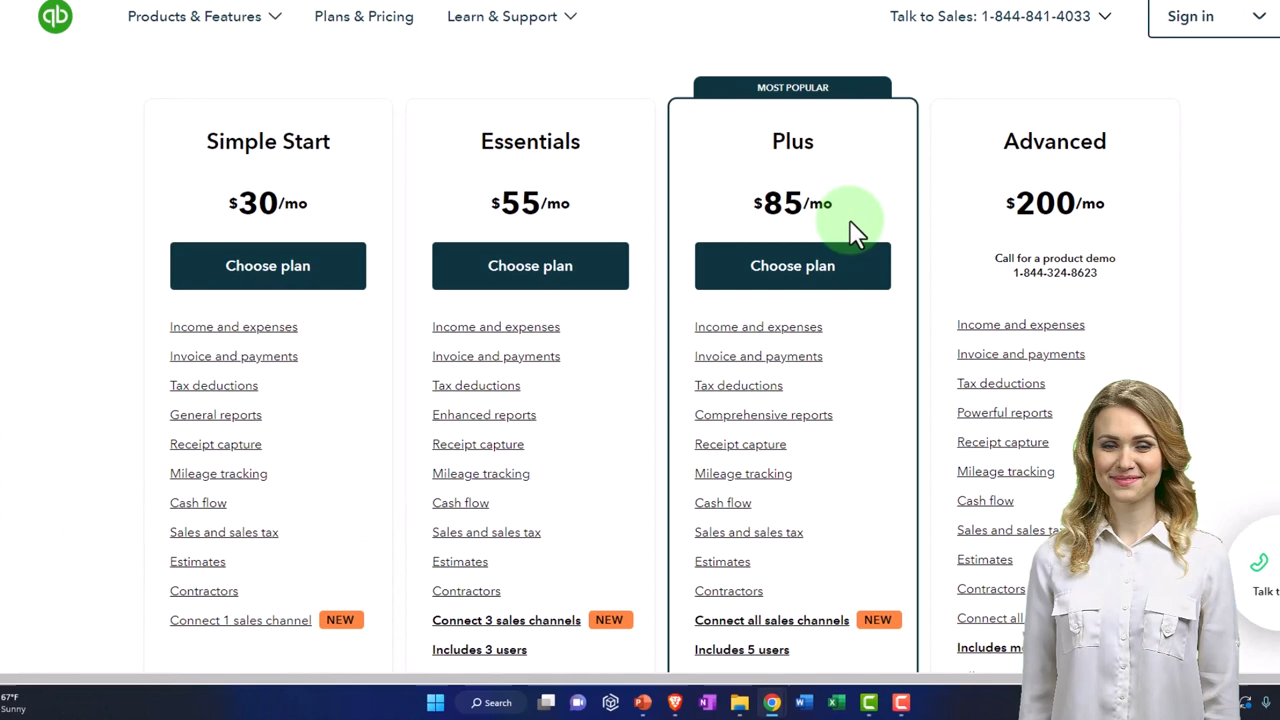 qb
Products & Features
Plans & Pricing
Learn & Support
Talk to Sales: 1-844-841-4033
Sign in
MOST POPULAR
Simple Start
$30/mo
Choose plan
Income and expenses
Invoice and payments
Tax deductions
General reports
Receipt capture
Mileage tracking
Cash flow
Sales and sales tax
Estimates
Contractors
Connect 1 sales channel NEW
Essentials
$55/mo
Choose plan
Income and expenses
Invoice and payments
Tax deductions
Enhanced reports
Receipt capture
Mileage tracking
Cash flow
Sales and sales tax
Estimates
Contractors
Connect 3 sales channels NEW
Includes 3 users
Plus
$85/mo
Choose plan
Income and expenses
Invoice and payments
Tax deductions
Comprehensive reports
Receipt capture
Mileage tracking
Cash flow
Sales and sales tax
Estimates
Contractors
Connect all sales channels NEW
Includes 5 users
Advanced
$200/mo
Call for a product demo
1-844-324-8623
Income and expenses
Invoice and payments
Tax deductions
Powerful reports
Receipt capture
Mileage tracking
Cash flow
Sales and sales
Estimates
Contractors
Connect all
Includes
Talk
67°F
Sunny
Search